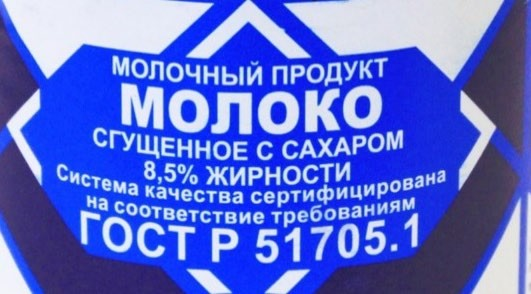 МОЛОЧНЫЙ ПРОДУКТ
МОЛОКО
СГУЩЕННОЕ С САХАРОМ
8,5% ЖИРНОСТИ
Система качества сертифицирована
на соответствие требованиям
ГОСТ Р 51705.1